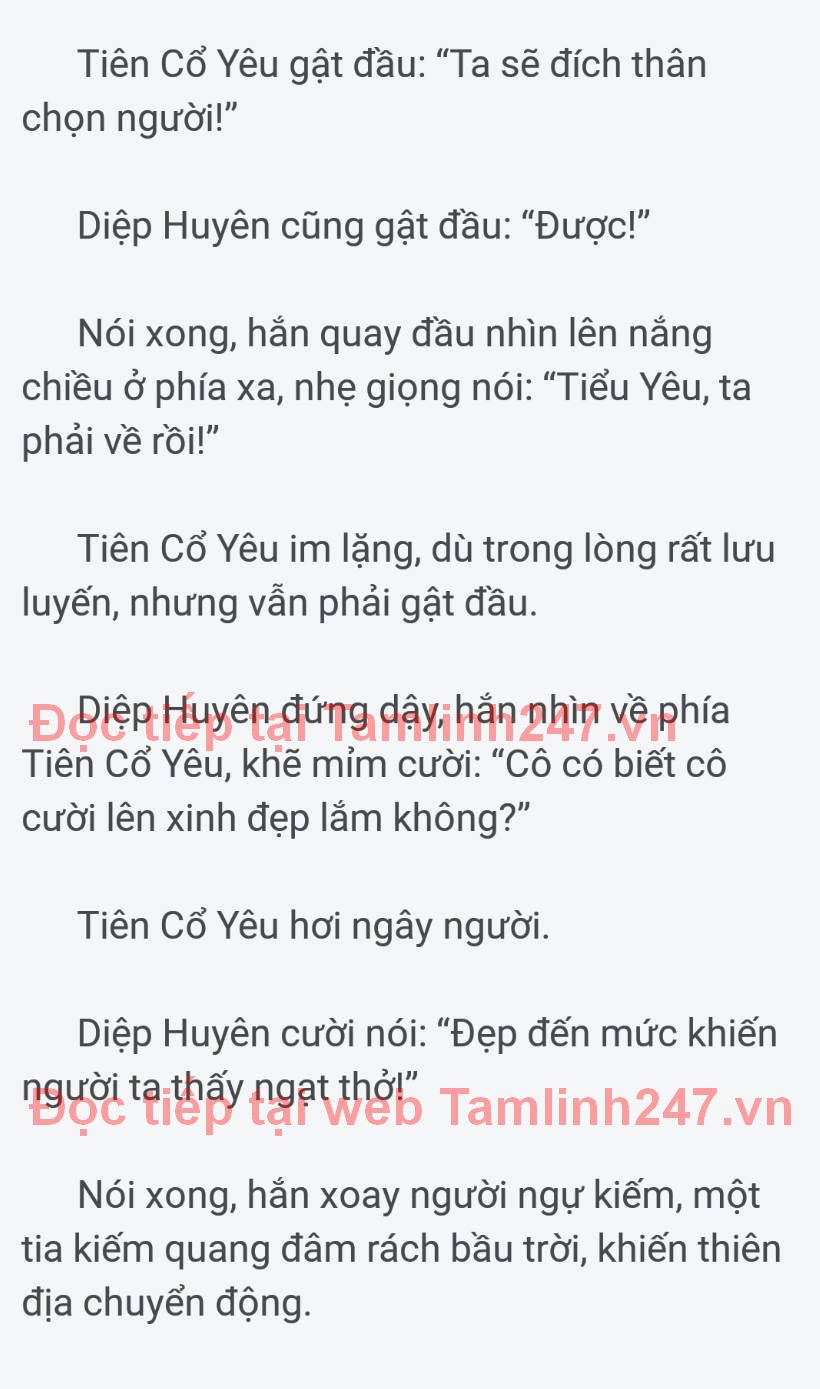 Tiên Cổ Yêu gật đầu: “Ta sẽ đích thân
chọn người!”
Diệp Huyên cũng gật đầu: “Được!”
Nói xong, hắn quay đầu nhìn lên nắng
chiều ở phía xa, nhẹ giọng nói: “Tiểu Yêu, ta
phải về rồi!”
Tiên Cổ Yêu im lặng, dù trong lòng rất lưu
luyến, nhưng vẫn phải gật đầu.
Diệp Huyên đứng dậy, hắn nhìn về phía
Đọc tiếp tại Tamlinh247.vn
Tiên Cổ Yêu, khẽ mỉm cười: “Cô có biết cô
cười lên xinh đẹp lắm không?”
Tiên Cổ Yêu hơi ngây người.
Diệp Huyên cười nói: “Đẹp đến mức khiến
người ta thấy ngạt thở!”
Đọc tiếp tại web Tamlinh247.vn
Nói xong, hắn xoay người ngự kiếm, một
tia kiếm quang đâm rách bầu trời, khiến thiên
địa chuyển động.